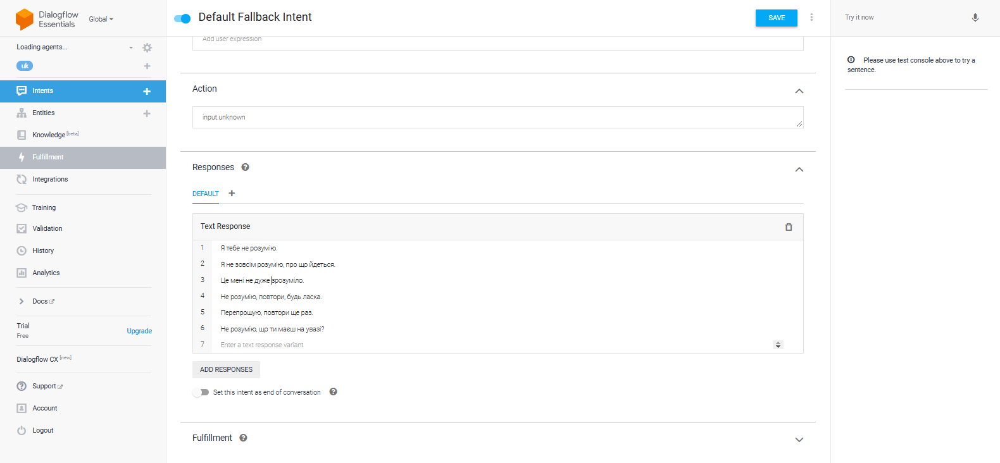 Dialogflow
Essentials
Global
Default Fallback Intent
SAVE
Try it now
Loading agents...
uk
Intents
Entities
Knowledge [beta]
Fulfillment
Integrations
Training
Validation
History
Analytics
Docs
Trial
Free
Upgrade
Dialogflow CX [new]
Support
Account
Logout
Add user expression
Action
input.unknown
Responses
DEFAULT
Text Response
1 Я тебе не розумію.
2 Я не зовсім розумію, про що йдеться.
3 Це мені не дуже зрозуміло.
4 Не розумію, повтори, будь ласка.
5 Перепрошую, повтори ще раз.
6 Не розумію, що ти маєш на увазі?
7 Enter a text response variant
ADD RESPONSES
Set this intent as end of conversation
Fulfillment
Please use test console above to try a
sentence.